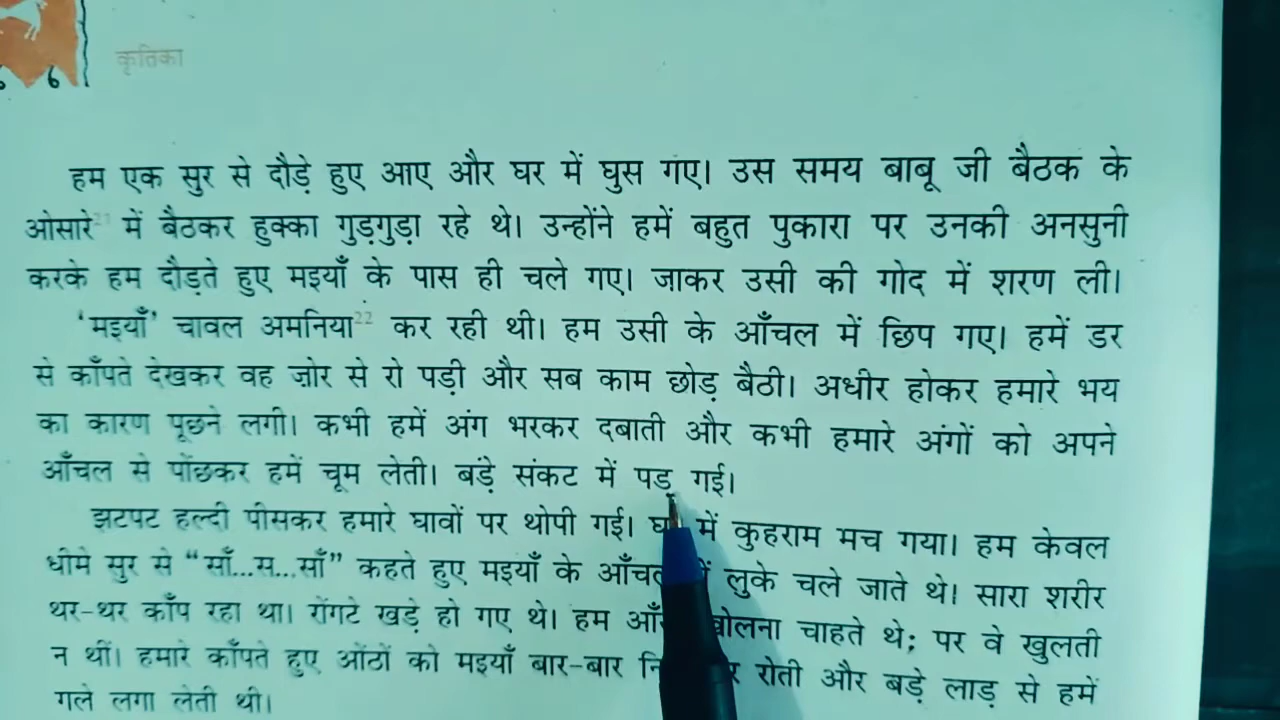 कृतिका
हम एक सुर से दौड़े हुए आए और घर में घुस गए। उस समय बाबू जी बैठक के
ओसारे21 में बैठकर हुक्का गुड़गुड़ा रहे थे। उन्होंने हमें बहुत पुकारा पर उनकी अनसुनी
करके हम दौड़ते हुए मइयाँ के पास ही चले गए। जाकर उसी की गोद में शरण ली।
'मइयाँ' चावल अमनिया22 कर रही थी। हम उसी के आँचल में छिप गए। हमें डर
से काँपते देखकर वह ज़ोर से रो पड़ी और सब काम छोड़ बैठी। अधीर होकर हमारे भय
का कारण पूछने लगी। कभी हमें अंग भरकर दबाती और कभी हमारे अंगों को अपने
आँचल से पोंछकर हमें चूम लेती। बड़े संकट में पड़ गई।
झटपट हल्दी पीसकर हमारे घावों पर थोपी गई। में कुहराम मच गया। हम केवल
धीमे सुर से "साँ...स...साँ" कहते हुए मइयाँ के लुके चले जाते थे। सारा शरीर
थर-थर काँप रहा था। रोंगटे खड़े हो गए थे। हम चाहते थे; पर वे खुलती
न थीं। हमारे काँपते हुए ओंठों को मइयाँ बार-बार रोती और बड़े लाड़ से हमें
गले लगा लेती थी।